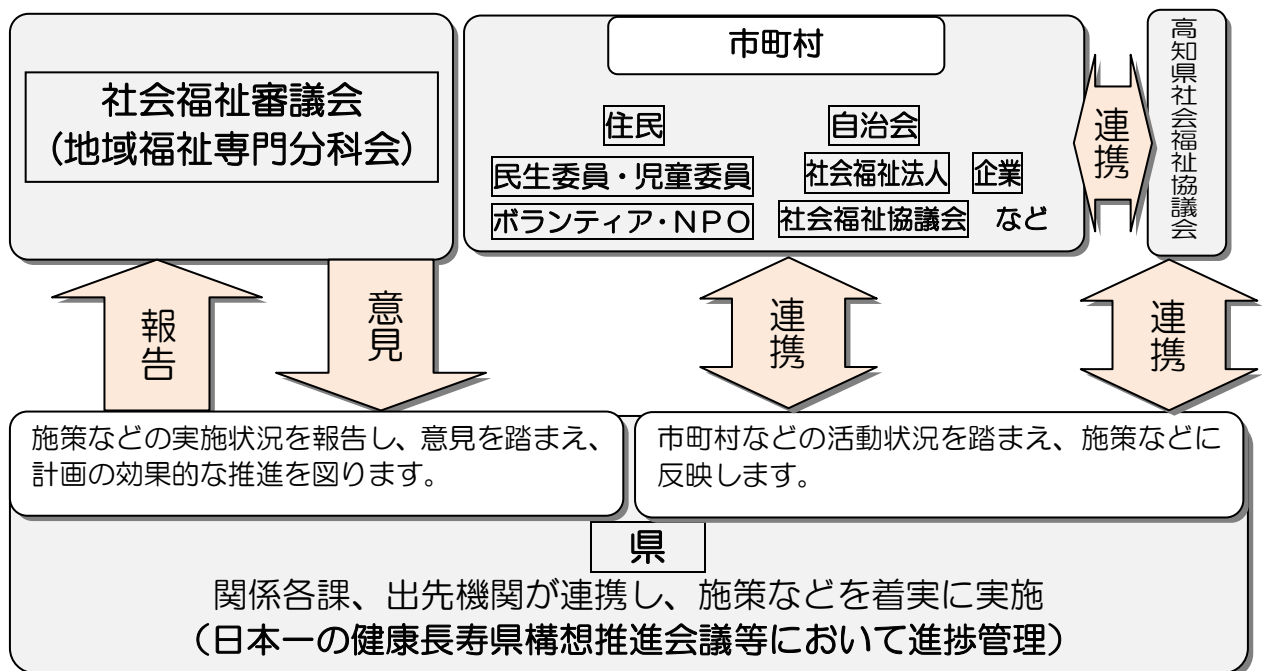 社会福祉審議会
(地域福祉専門分科会)
市町村
住民
自治会
民生委員・児童委員
社会福祉法人
企業
ボランティア・NPO
社会福祉協議会
など
連携
高知県社会福祉協議会
報告
意見
連携
連携
施策などの実施状況を報告し、意見を踏まえ、
計画の効果的な推進を図ります。
市町村などの活動状況を踏まえ、施策などに
反映します。
県
関係各課、出先機関が連携し、施策などを着実に実施
(日本一の健康長寿県構想推進会議等において進捗管理)